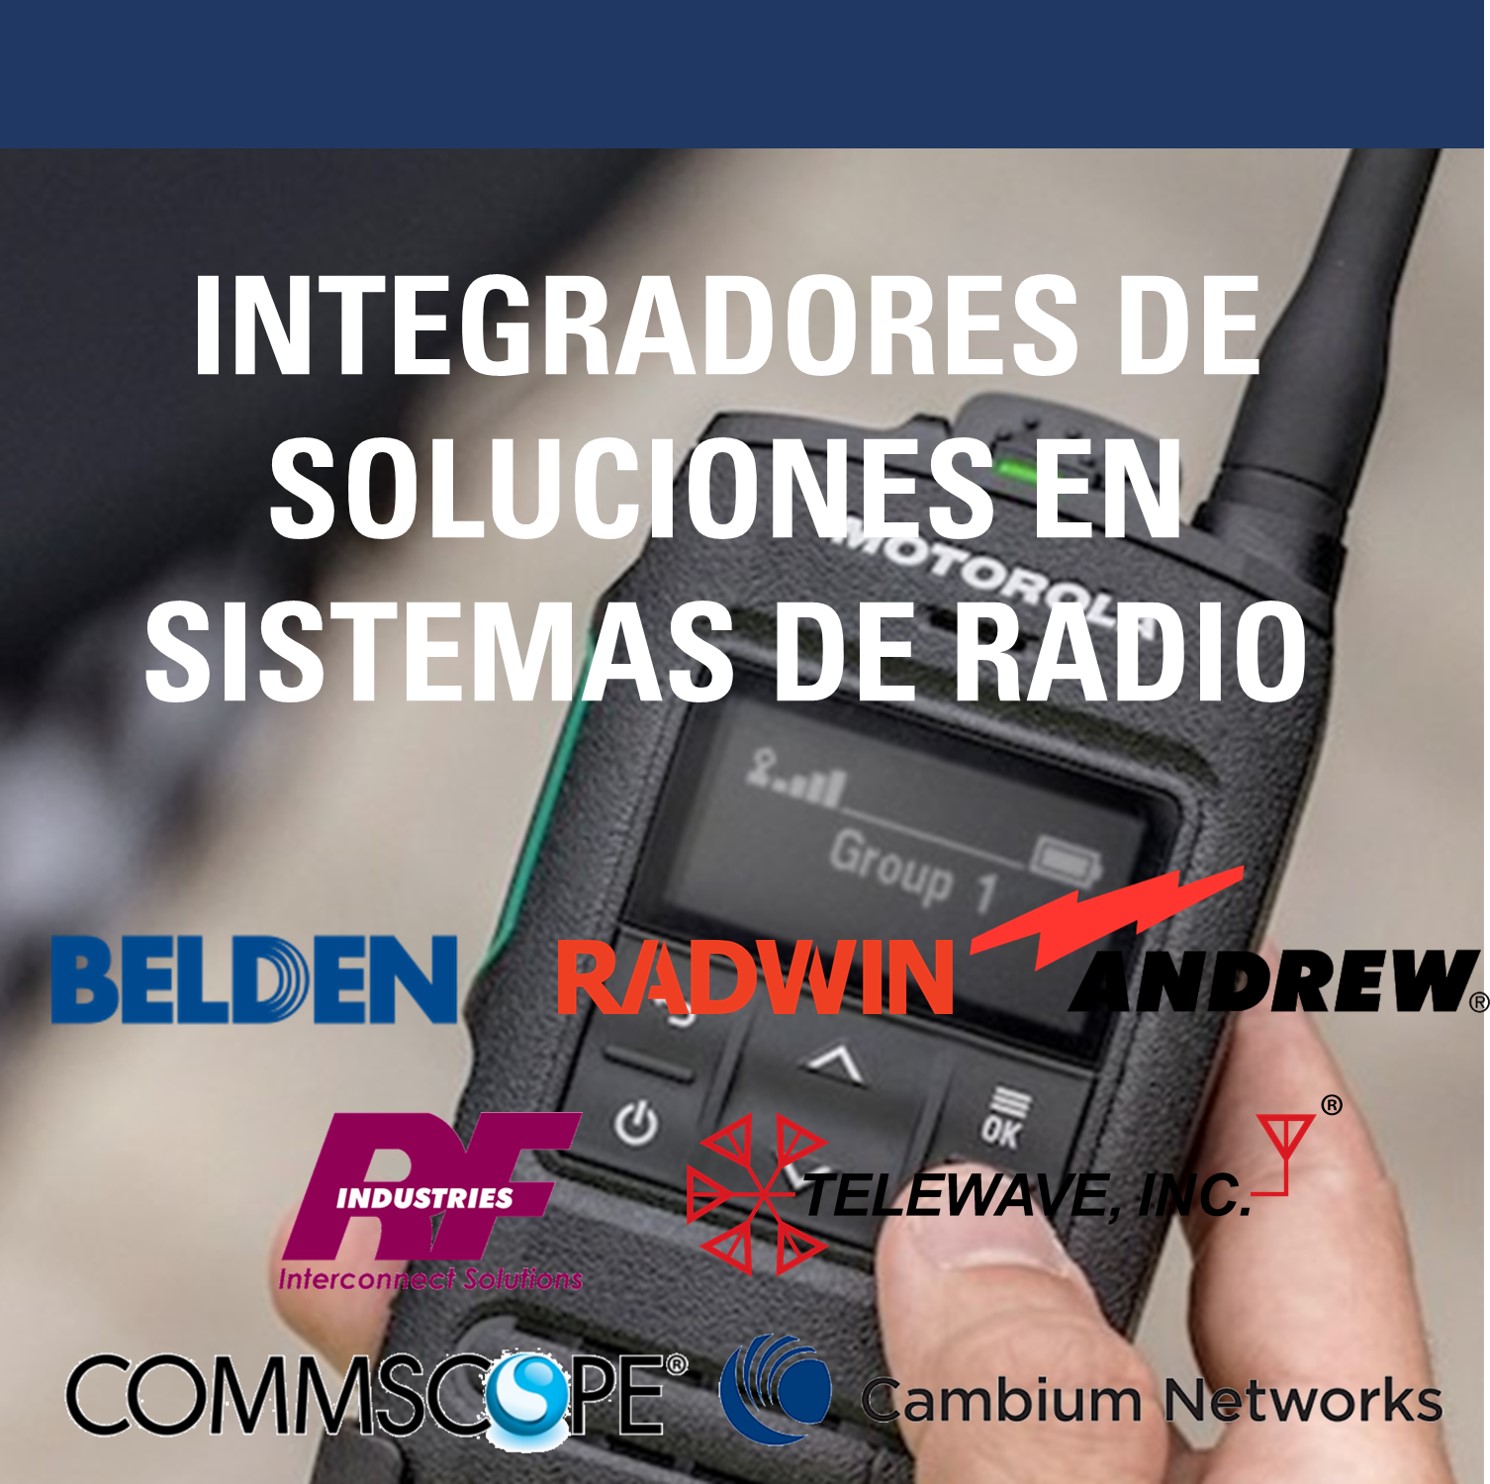 INTEGRADORES DE
SOLUCIONES EN
SISTEMAS DE RADIO
MOTOROLA
Group 1
BELDEN RADWIN ANDREW®
OK
RF
INDUSTRIES
Interconnect Solutions
TELEWAVE, INC.®
COMMSCOPE® Cambium Networks